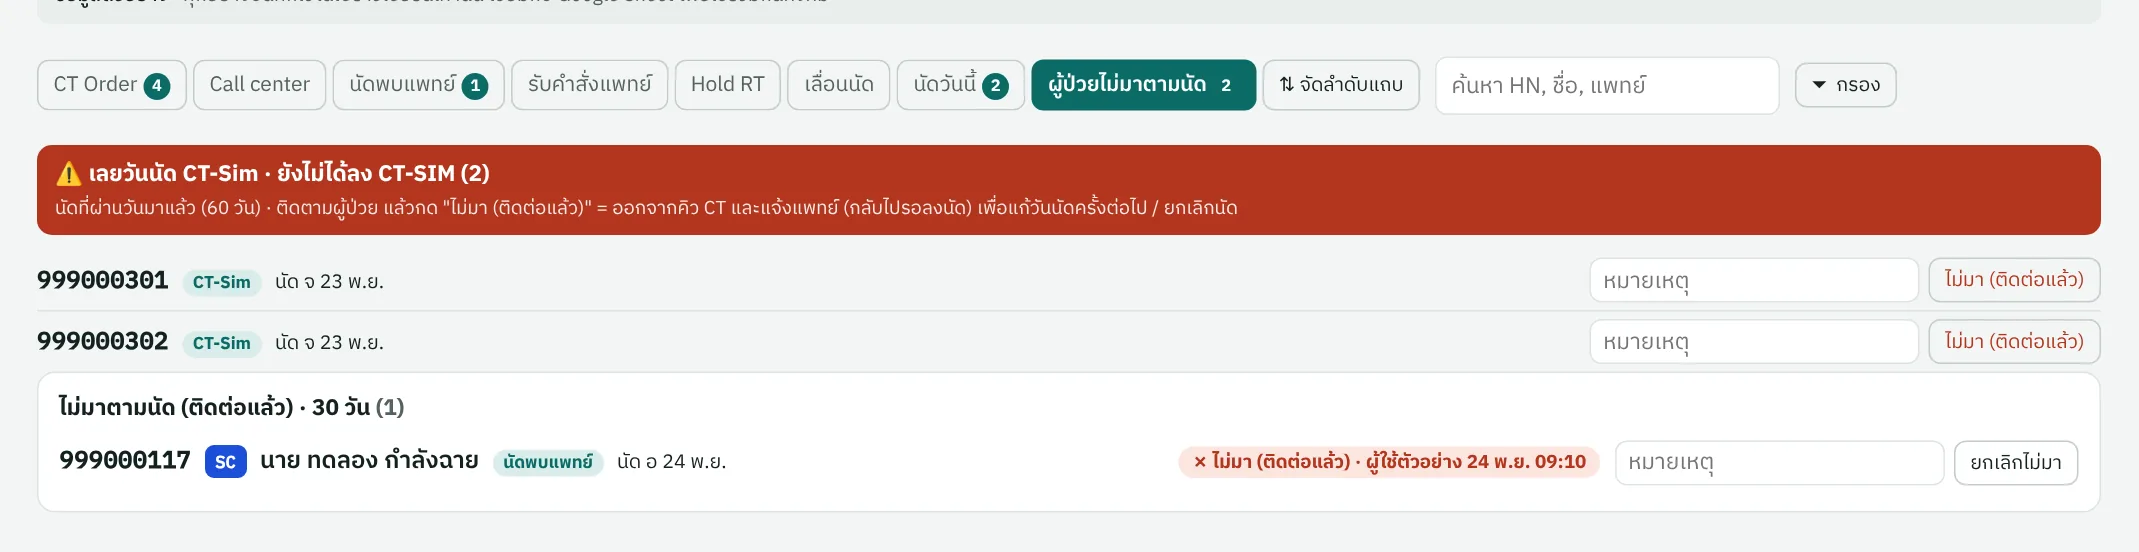 CT Order 4 Call center นัดพบแพทย์ 1 รับคำสั่งแพทย์ Hold RT เลื่อนนัด นัดวันนี้ 2 ผู้ป่วยไม่มาตามนัด 2 ⇅ จัดลำดับแถบ ค้นหา HN, ชื่อ, แพทย์ ▼ กรอง
⚠️ เลยวันนัด CT-Sim · ยังไม่ได้ลง CT-SIM (2)
นัดที่ผ่านวันมาแล้ว (60 วัน) · ติดตามผู้ป่วย แล้วกด "ไม่มา (ติดต่อแล้ว)" = ออกจากคิว CT และแจ้งแพทย์ (กลับไปรอลงนัด) เพื่อแก้วันนัดครั้งต่อไป / ยกเลิกนัด
999000301 CT-Sim นัด จ 23 พ.ย. หมายเหตุ ไม่มา (ติดต่อแล้ว)
999000302 CT-Sim นัด จ 23 พ.ย. หมายเหตุ ไม่มา (ติดต่อแล้ว)
ไม่มาตามนัด (ติดต่อแล้ว) · 30 วัน (1)
999000117 SC นาย ทดลอง กำลังฉาย นัดพบแพทย์ นัด อ 24 พ.ย. × ไม่มา (ติดต่อแล้ว) · ผู้ใช้ตัวอย่าง 24 พ.ย. 09:10 หมายเหตุ ยกเลิกไม่มา